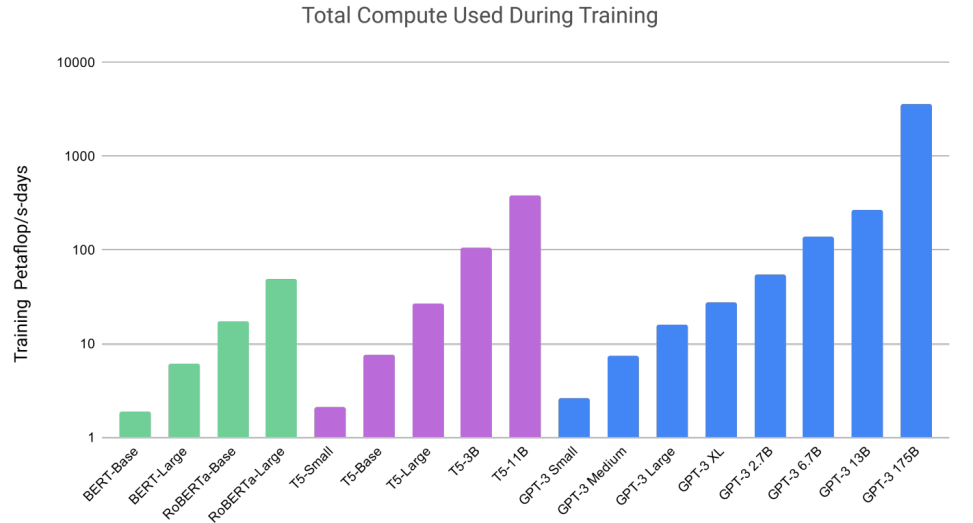 Total Compute Used During Training
10000
1000
100
10
1
Training Petaflop/s-days
BERT-Base
BERT-Large
RoBERTa-Base
RoBERTa-Large
T5-Small
T5-Base
T5-Large
T5-3B
T5-11B
GPT-3 Small
GPT-3 Medium
GPT-3 Large
GPT-3 XL
GPT-3 2.7B
GPT-3 6.7B
GPT-3 13B
GPT-3 175B